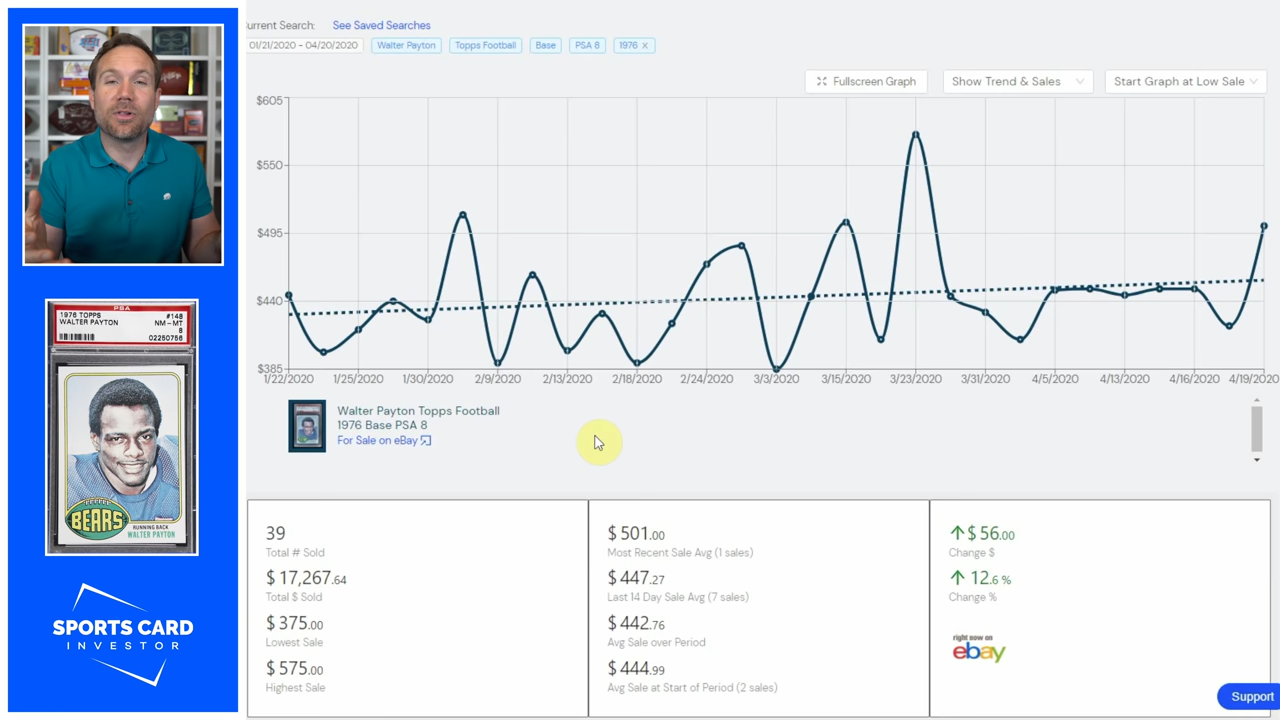 Current Search: See Saved Searches
01/21/2020 - 04/20/2020 Walter Payton Topps Football Base PSA 8 1976 X
Fullscreen Graph Show Trend & Sales Start Graph at Low Sale
$605
$550
$495
$440
$385
1/22/2020 1/25/2020 1/30/2020 2/9/2020 2/13/2020 2/18/2020 2/24/2020 3/3/2020 3/15/2020 3/23/2020 3/31/2020 4/5/2020 4/13/2020 4/16/2020 4/19/2020
Walter Payton Topps Football
1976 Base PSA 8
For Sale on eBay
39
Total # Sold
$ 17,267.64
Total $ Sold
$ 375.00
Lowest Sale
$ 575.00
Highest Sale
$ 501.00
Most Recent Sale Avg (1 sales)
$ 447.27
Last 14 Day Sale Avg (7 sales)
$ 442.76
Avg Sale over Period
$ 444.99
Avg Sale at Start of Period (2 sales)
$ 56.00
Change $
12.6 %
Change %
right now on
ebay
Support
PSA
1976 TOPPS #148
WALTER PAYTON NM-MT
8
02250756
BEARS
RUNNING BACK
WALTER PAYTON
SPORTS CARD
INVESTOR